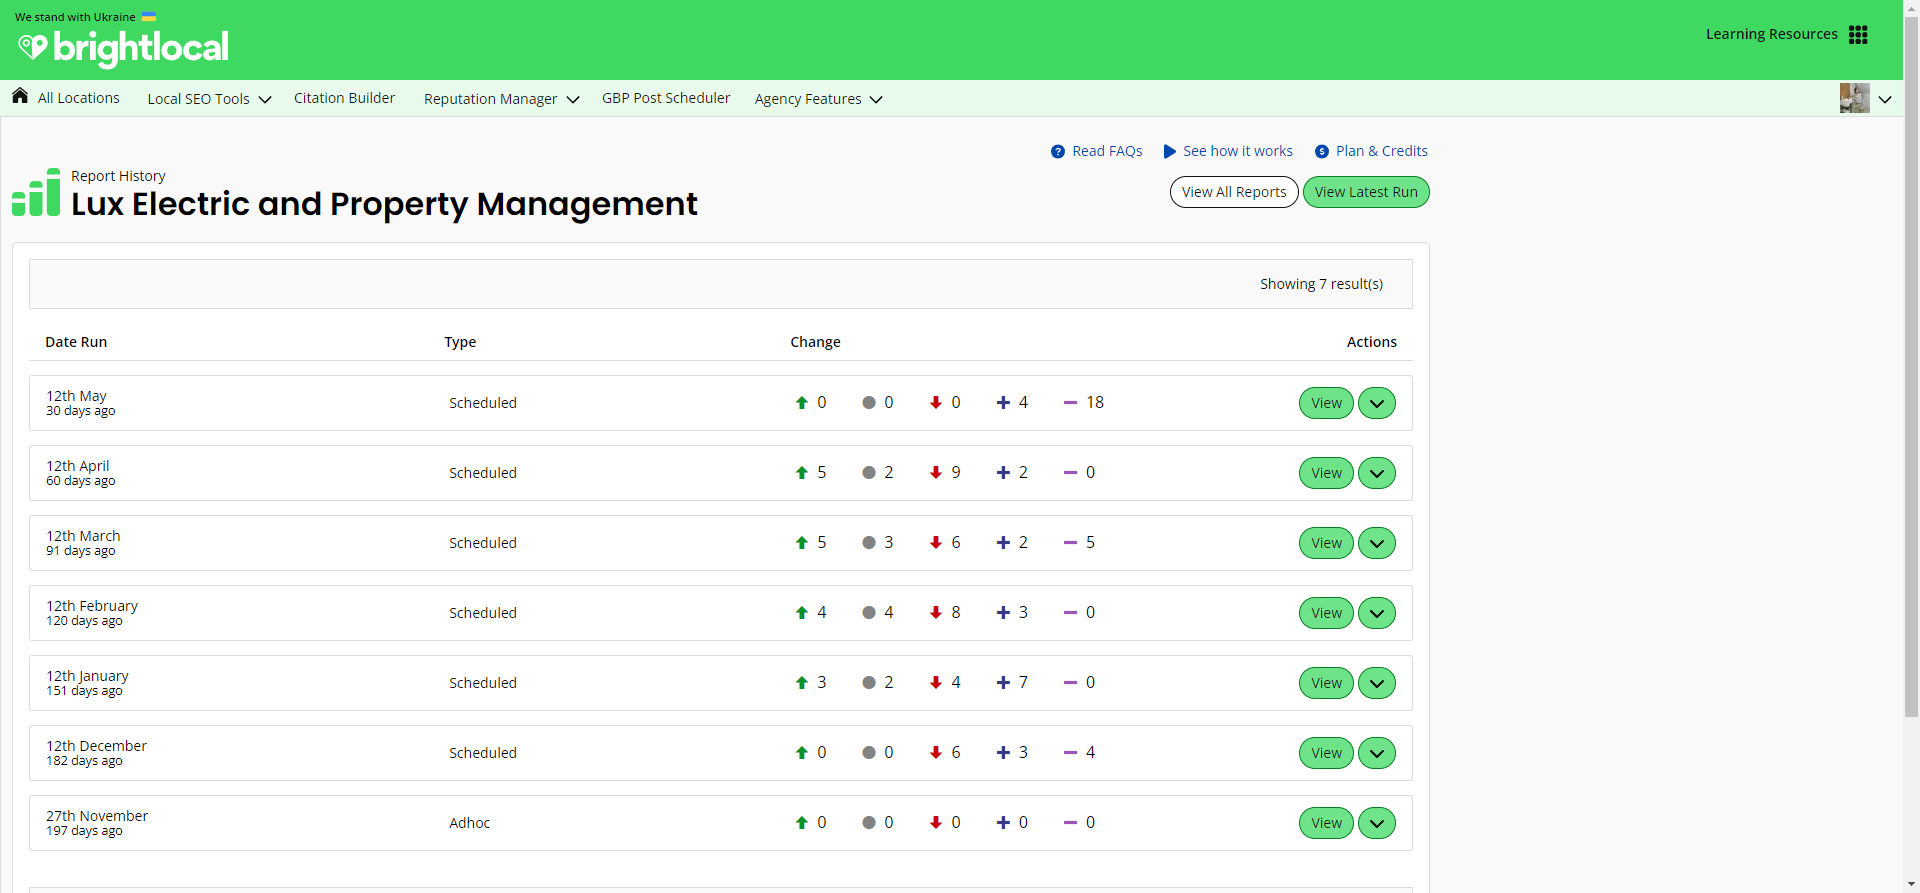 We stand with Ukraine
brightlocal
Learning Resources
All Locations Local SEO Tools Citation Builder Reputation Manager GBP Post Scheduler Agency Features
Read FAQs See how it works Plan & Credits
Report History
Lux Electric and Property Management
View All Reports View Latest Run
Showing 7 result(s)
Date Run Type Change Actions
12th May
30 days ago
Scheduled 0 0 0 4 18 View
12th April
60 days ago
Scheduled 5 2 9 2 0 View
12th March
91 days ago
Scheduled 5 3 6 2 5 View
12th February
120 days ago
Scheduled 4 4 8 3 0 View
12th January
151 days ago
Scheduled 3 2 4 7 0 View
12th December
182 days ago
Scheduled 0 0 6 3 4 View
27th November
197 days ago
Adhoc 0 0 0 0 0 View